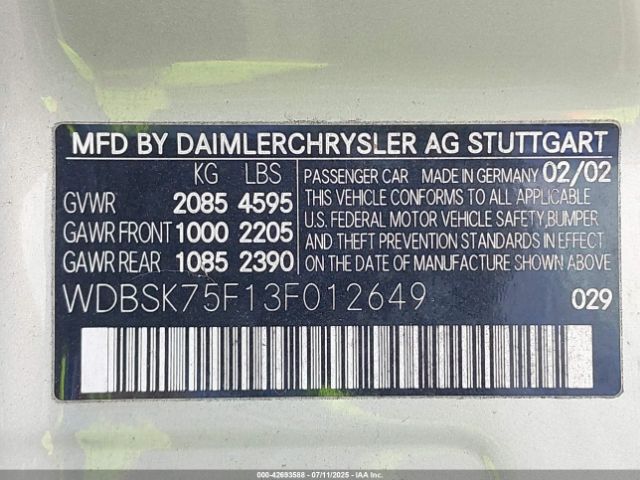 MFD BY DAIMLERCHRYSLER AG STUTTGART
KG LBS
GVWR 2085 4595
GAWR FRONT 1000 2205
GAWR REAR 1085 2390
PASSENGER CAR MADE IN GERMANY 02/02
THIS VEHICLE CONFORMS TO ALL APPLICABLE
U.S. FEDERAL MOTOR VEHICLE SAFETY,BUMPER
AND THEFT PREVENTION STANDARDS IN EFFECT
ON THE DATE OF MANUFACTURE SHOWN ABOVE.
WDBSK75F13F012649 029
000-42693588 - 07/11/2025 - Copyright IAA. Inc.